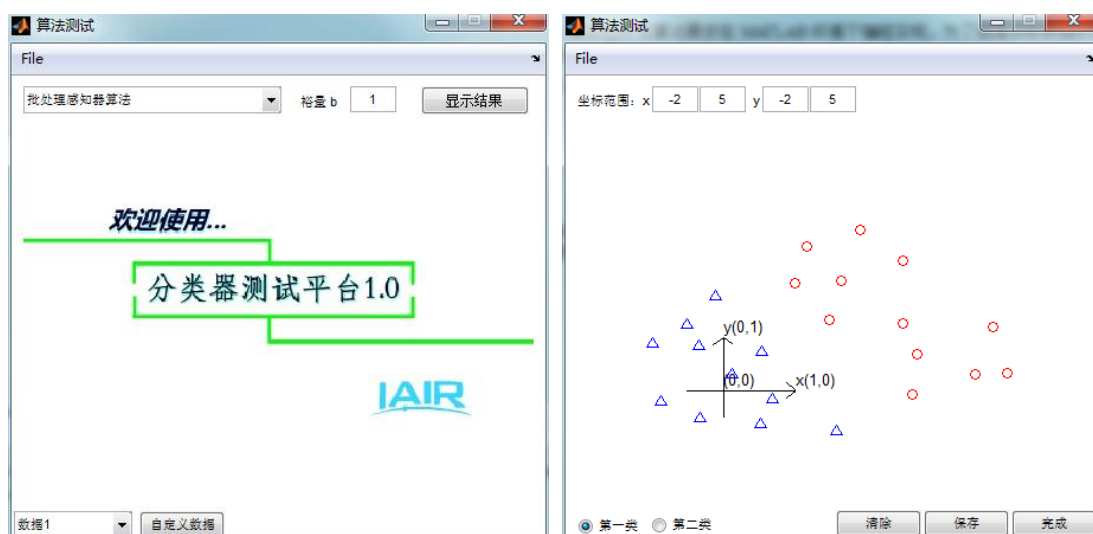 算法测试
File
批处理感知器算法 裕量 b 1 显示结果
欢迎使用...
分类器测试平台1.0
IAIR
数据1 自定义数据
算法测试
File
坐标范围： x -2 5 y -2 5
y(0,1)
(0,0) x(1,0)
第一类 第二类 清除 保存 完成